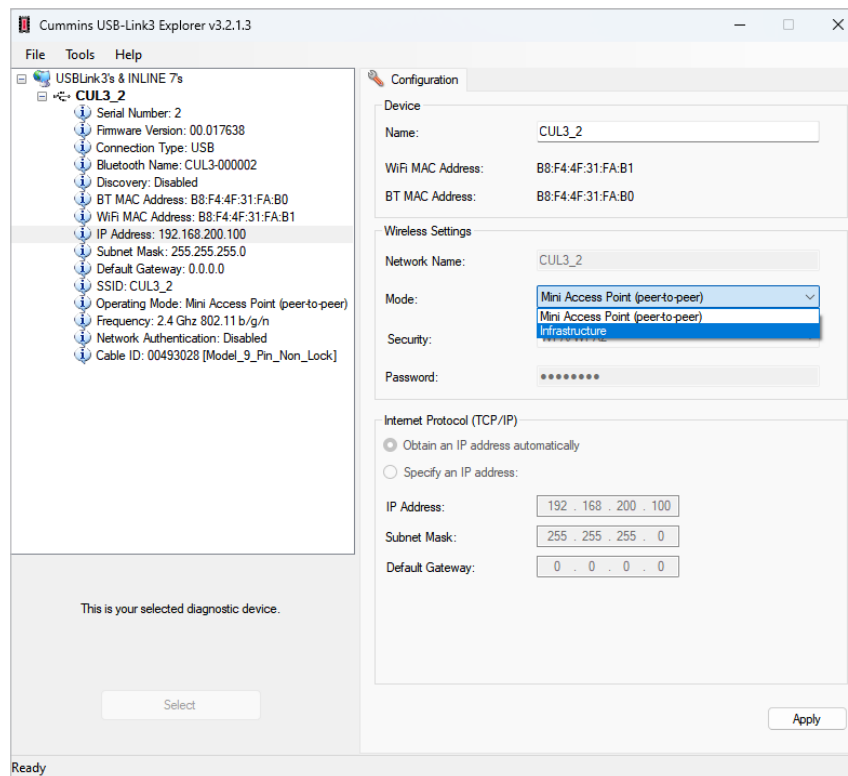 Cummins USB-Link3 Explorer v3.2.1.3
File Tools Help
USBLink3's & INLINE 7's
CUL3_2
Serial Number: 2
Firmware Version: 00.017638
Connection Type: USB
Bluetooth Name: CUL3-000002
Discovery: Disabled
BT MAC Address: B8:F4:4F:31:FA:B0
WiFi MAC Address: B8:F4:4F:31:FA:B1
IP Address: 192.168.200.100
Subnet Mask: 255.255.255.0
Default Gateway: 0.0.0.0
SSID: CUL3_2
Operating Mode: Mini Access Point (peer-to-peer)
Frequency: 2.4 Ghz 802.11 b/g/n
Network Authentication: Disabled
Cable ID: 00493028 [Model_9_Pin_Non_Lock]
This is your selected diagnostic device.
Select
Configuration
Device
Name: CUL3_2
WiFi MAC Address: B8:F4:4F:31:FA:B1
BT MAC Address: B8:F4:4F:31:FA:B0
Wireless Settings
Network Name: CUL3_2
Mode: Mini Access Point (peer-to-peer)
Mini Access Point (peer-to-peer)
Infrastructure
Security:
Password: ●●●●●●●●
Internet Protocol (TCP/IP)
Obtain an IP address automatically
Specify an IP address:
IP Address: 192 . 168 . 200 . 100
Subnet Mask: 255 . 255 . 255 . 0
Default Gateway: 0 . 0 . 0 . 0
Apply
Ready